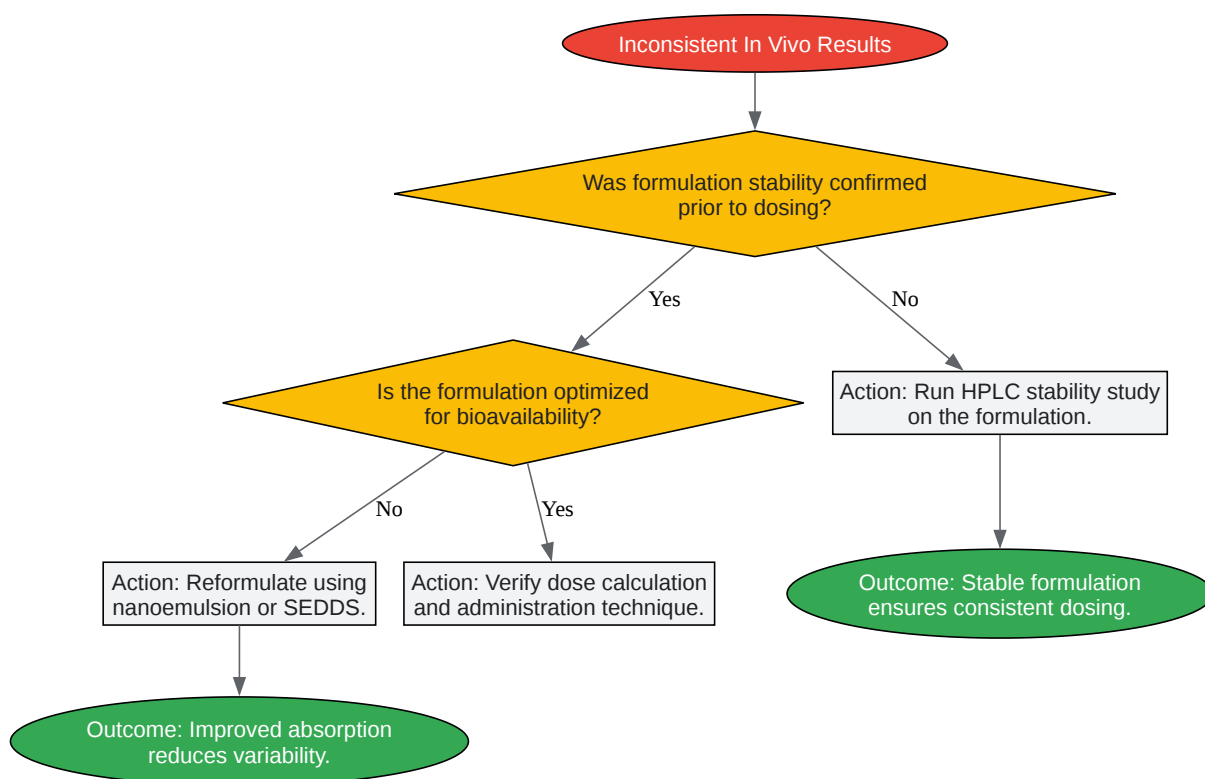 Inconsistent In Vivo Results
Was formulation stability confirmed
prior to dosing?
Yes
No
Is the formulation optimized
for bioavailability?
Action: Run HPLC stability study
on the formulation.
No
Yes
Action: Reformulate using
nanoemulsion or SEDDS.
Action: Verify dose calculation
and administration technique.
Outcome: Stable formulation
ensures consistent dosing.
Outcome: Improved absorption
reduces variability.